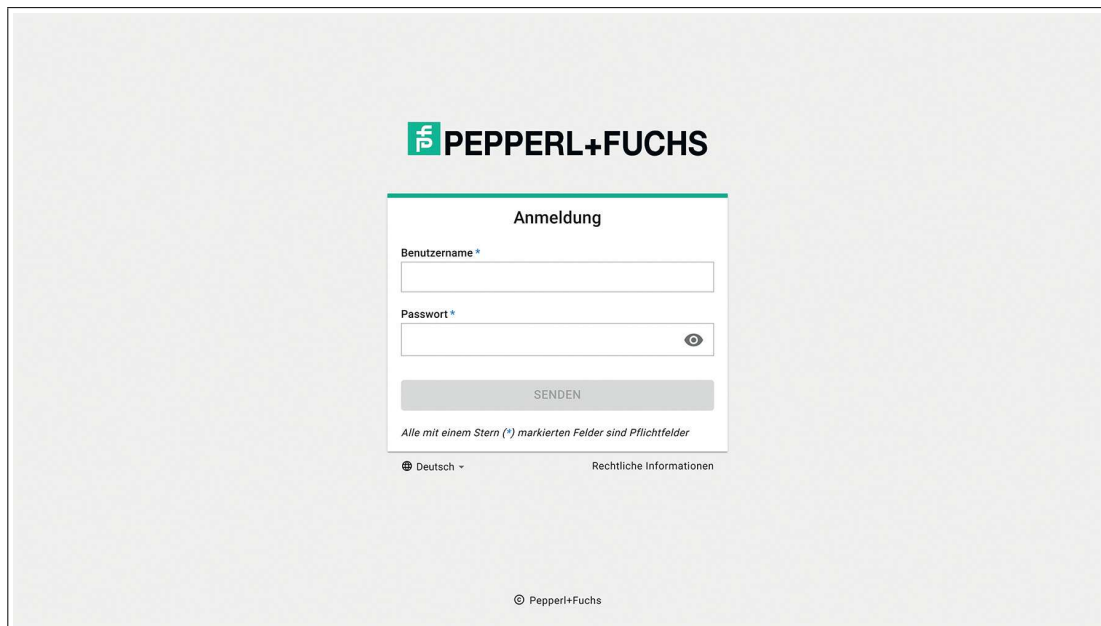 PEPPERL+FUCHS
Anmeldung
Benutzername *
Passwort *
SENDEN
Alle mit einem Stern (*) markierten Felder sind Pflichtfelder
Deutsch
Rechtliche Informationen
© Pepperl+Fuchs